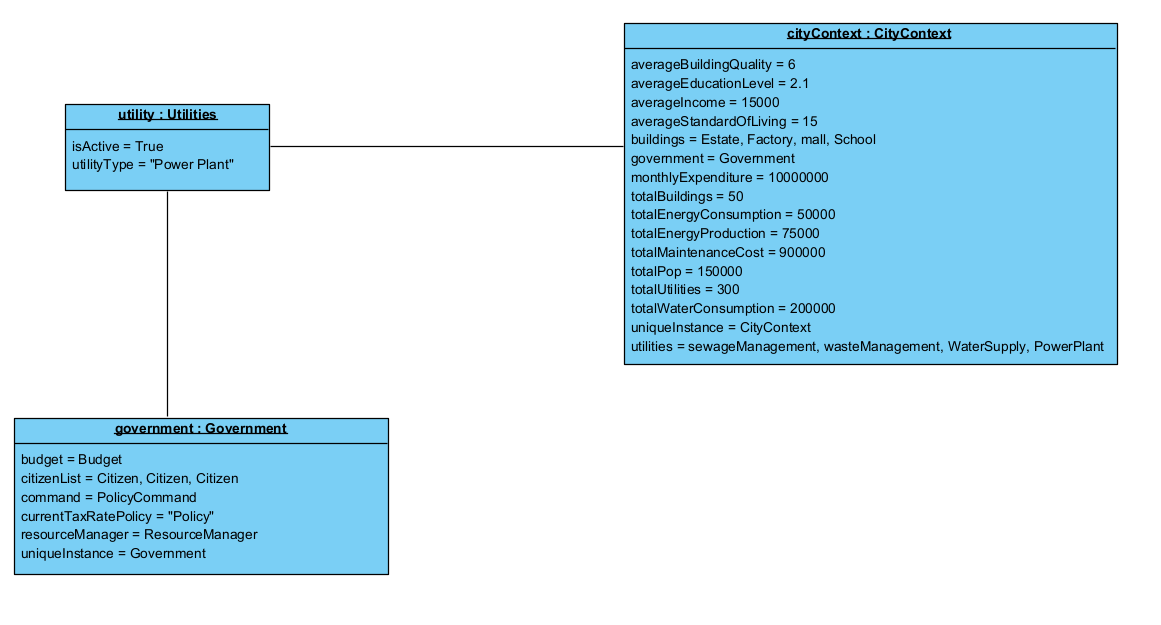 cityContext : CityContext
averageBuildingQuality = 6
averageEducationLevel = 2.1
averageIncome = 15000
averageStandardOfLiving = 15
buildings = Estate, Factory, mall, School
government = Government
monthlyExpenditure = 10000000
totalBuildings = 50
totalEnergyConsumption = 50000
totalEnergyProduction = 75000
totalMaintenanceCost = 900000
totalPop = 150000
totalUtilities = 300
totalWaterConsumption = 200000
uniqueInstance = CityContext
utilities = sewageManagement, wasteManagement, WaterSupply, PowerPlant
utility : Utilities
isActive = True
utilityType = "Power Plant"
government : Government
budget = Budget
citizenList = Citizen, Citizen, Citizen
command = PolicyCommand
currentTaxRatePolicy = "Policy"
resourceManager = ResourceManager
uniqueInstance = Government